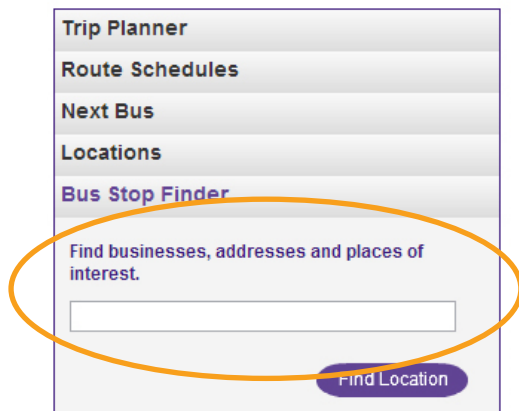 Trip Planner
Route Schedules
Next Bus
Locations
Bus Stop Finder
Find businesses, addresses and places of
interest.
Find Location